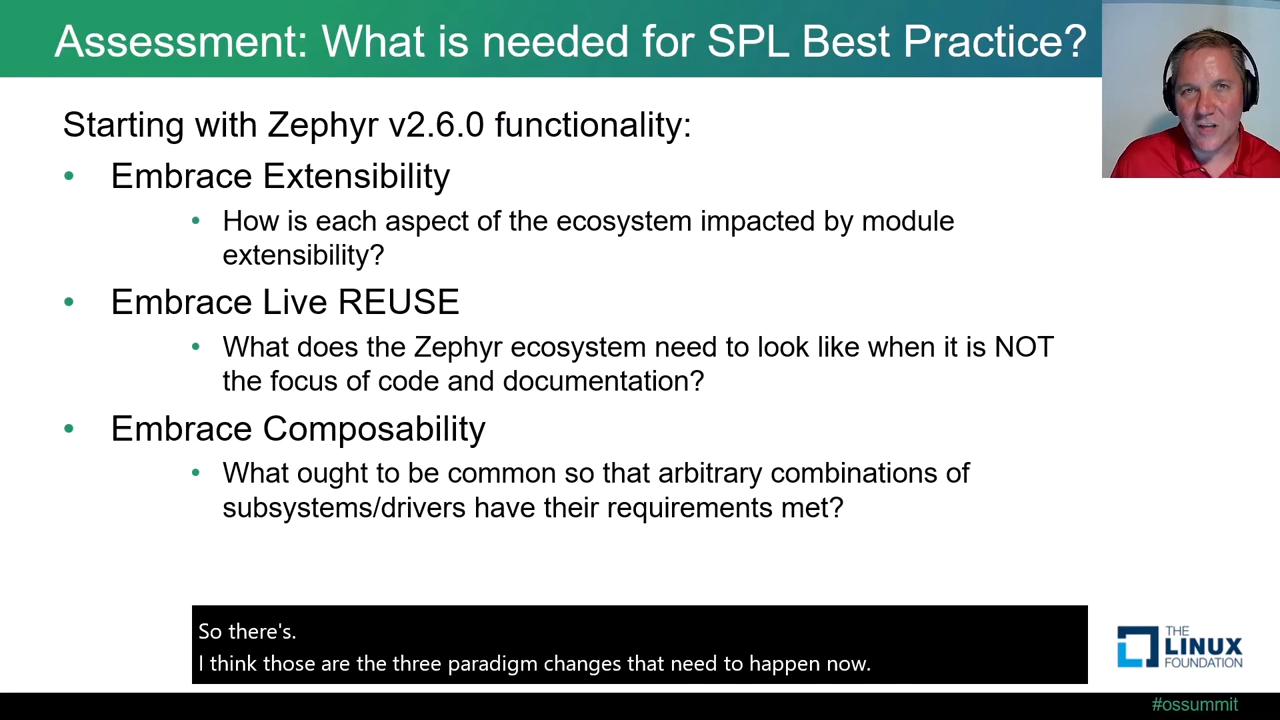 Assessment: What is needed for SPL Best Practice?
Starting with Zephyr v2.6.0 functionality:
• Embrace Extensibility
• How is each aspect of the ecosystem impacted by module
extensibility?
• Embrace Live REUSE
• What does the Zephyr ecosystem need to look like when it is NOT
the focus of code and documentation?
• Embrace Composability
• What ought to be common so that arbitrary combinations of
subsystems/drivers have their requirements met?
So there's.
I think those are the three paradigm changes that need to happen now.
THE
LINUX
FOUNDATION
#ossummit